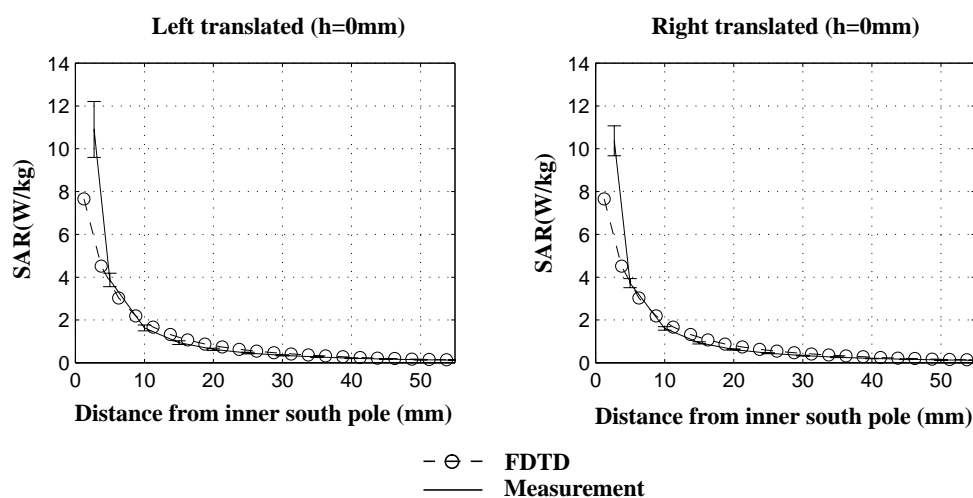 Left translated (h=0mm)
14
12
10
8
6
4
2
0
SAR(W/kg)
0 10 20 30 40 50
Distance from inner south pole (mm)
Right translated (h=0mm)
14
12
10
8
6
4
2
0
SAR(W/kg)
0 10 20 30 40 50
Distance from inner south pole (mm)
FDTD
Measurement